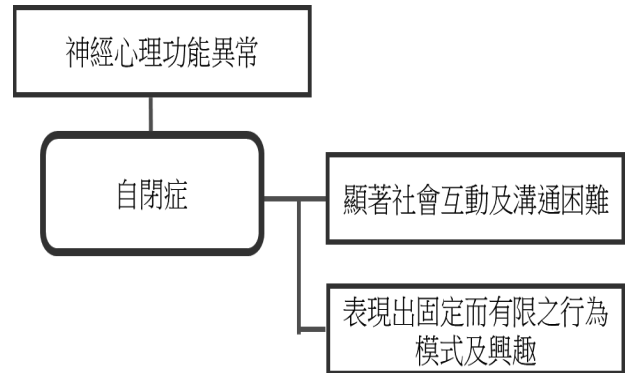 神經心理功能異常
自閉症
顯著社會互動及溝通困難
表現出固定而有限之行為
模式及興趣